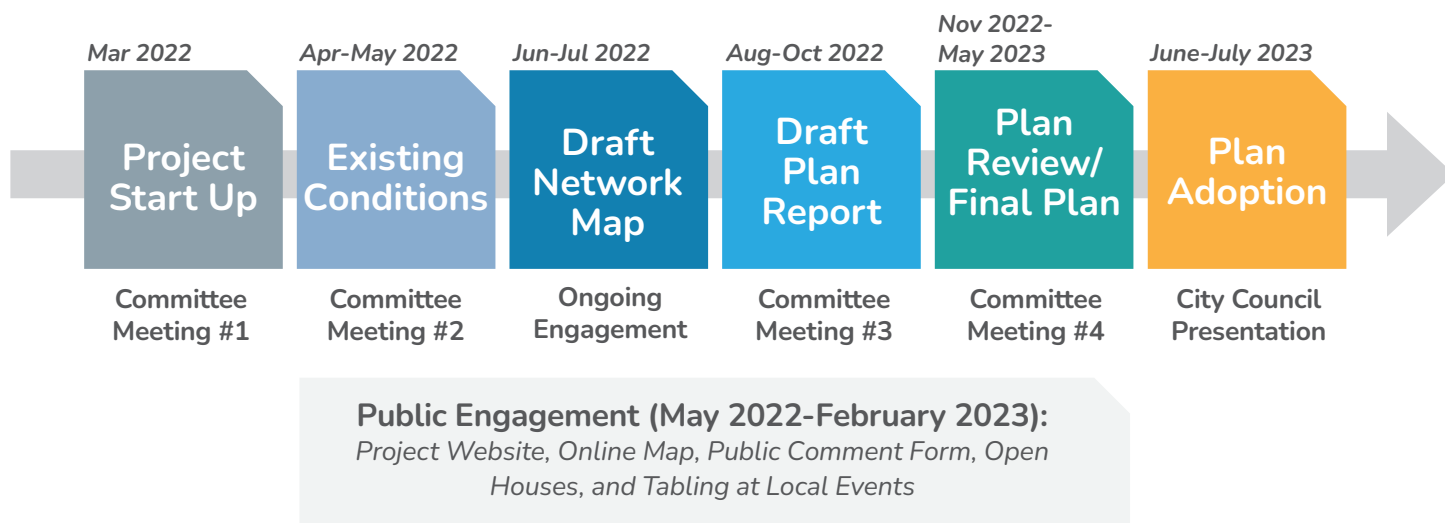 Mar 2022
Apr-May 2022
Jun-Jul 2022
Aug-Oct 2022
Nov 2022-
May 2023
June-July 2023
Project
Start Up
Existing
Conditions
Draft
Network
Map
Draft
Plan
Report
Plan
Review/
Final Plan
Plan
Adoption
Committee
Meeting #1
Committee
Meeting #2
Ongoing
Engagement
Committee
Meeting #3
Committee
Meeting #4
City Council
Presentation
Public Engagement (May 2022-February 2023):
Project Website, Online Map, Public Comment Form, Open
Houses, and Tabling at Local Events